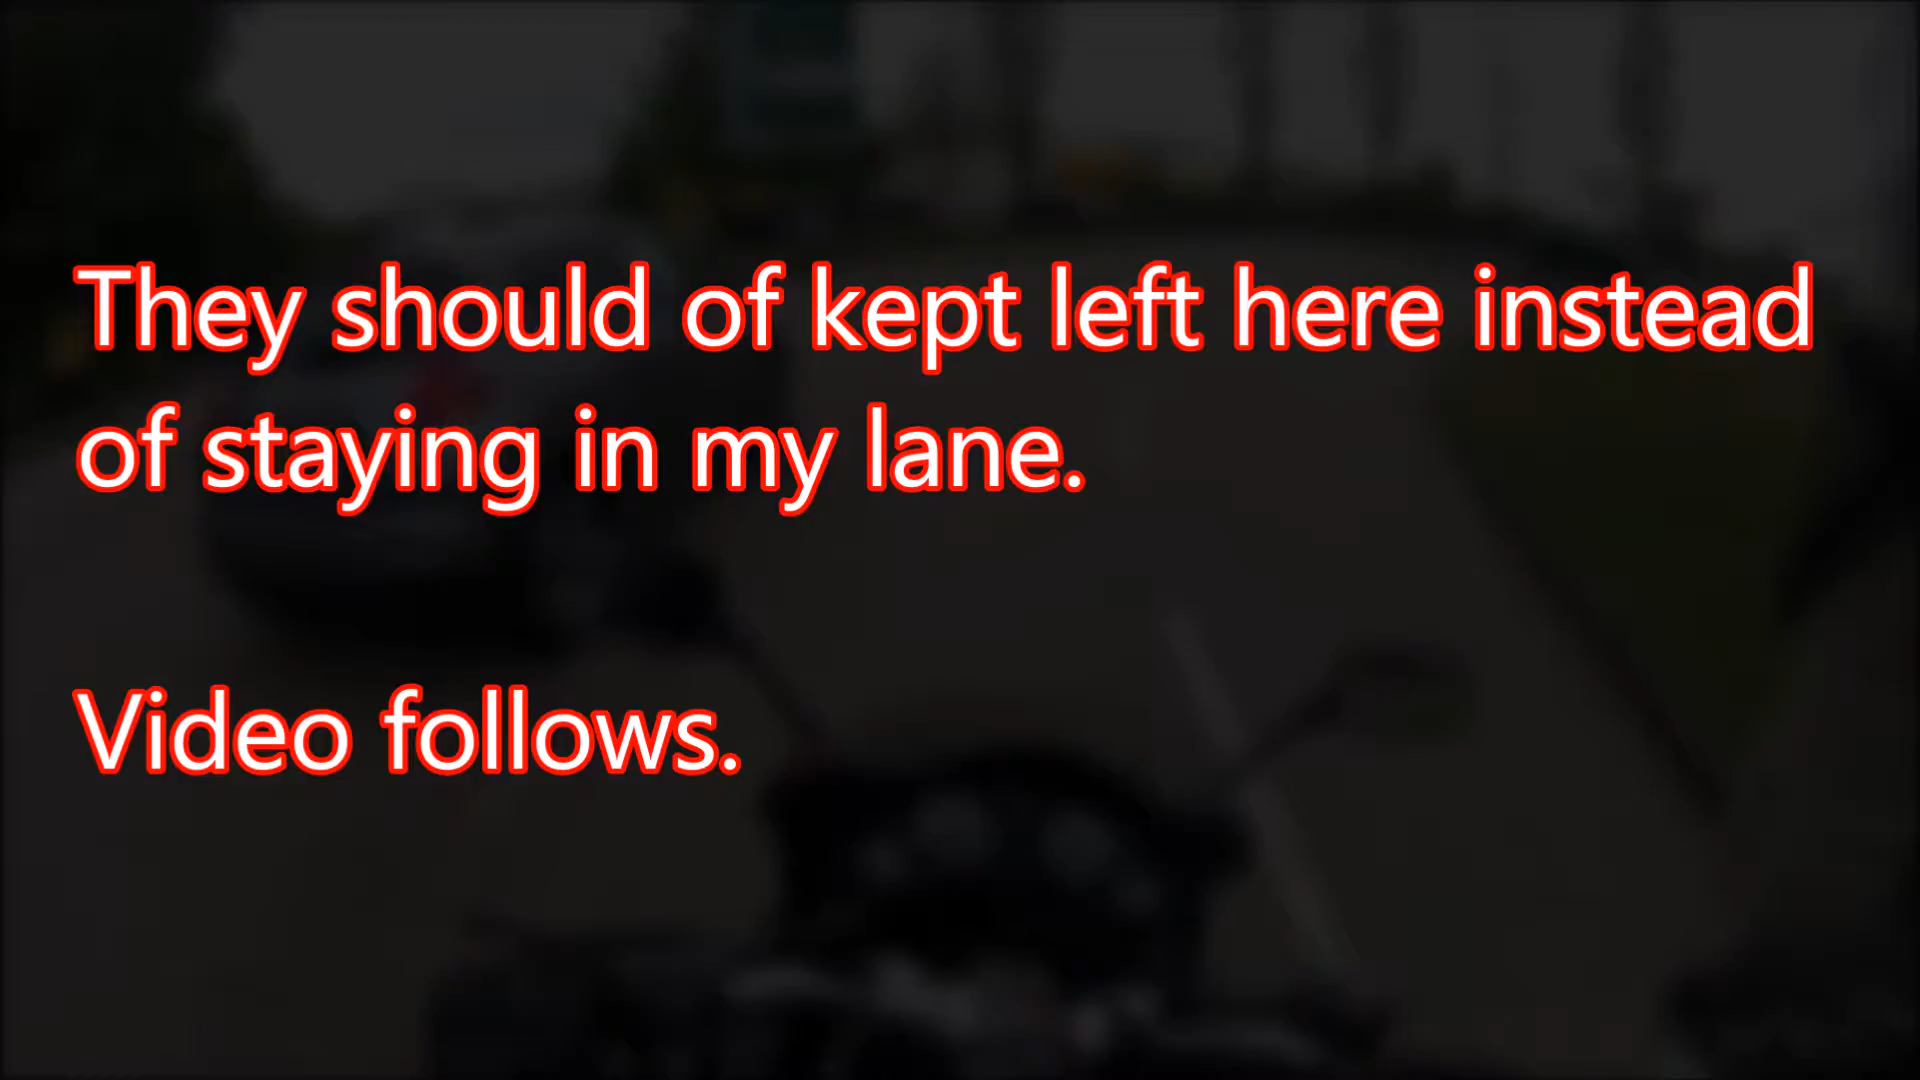 They should of kept left here instead
of staying in my lane.
Video follows.